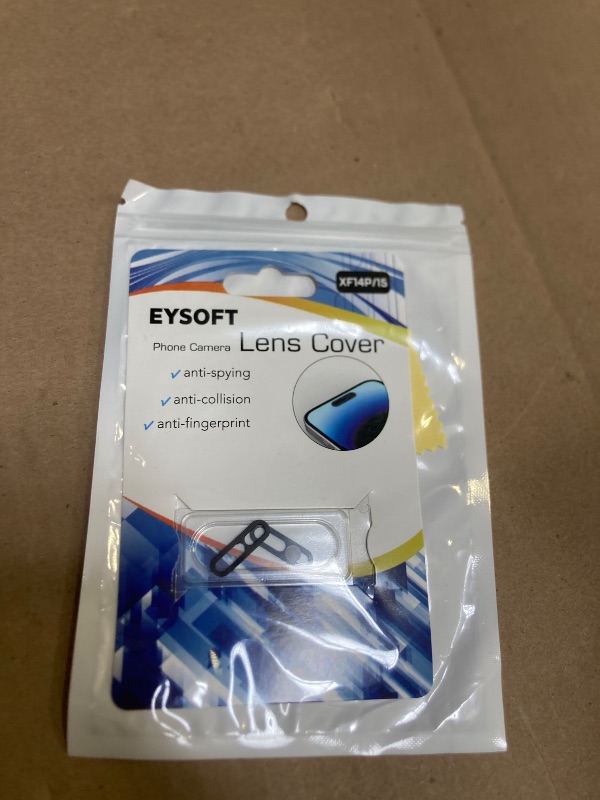 XF14P/15
EYSOFT
Phone Camera Lens Cover
✓ anti-spying
✓ anti-collision
✓ anti-fingerprint